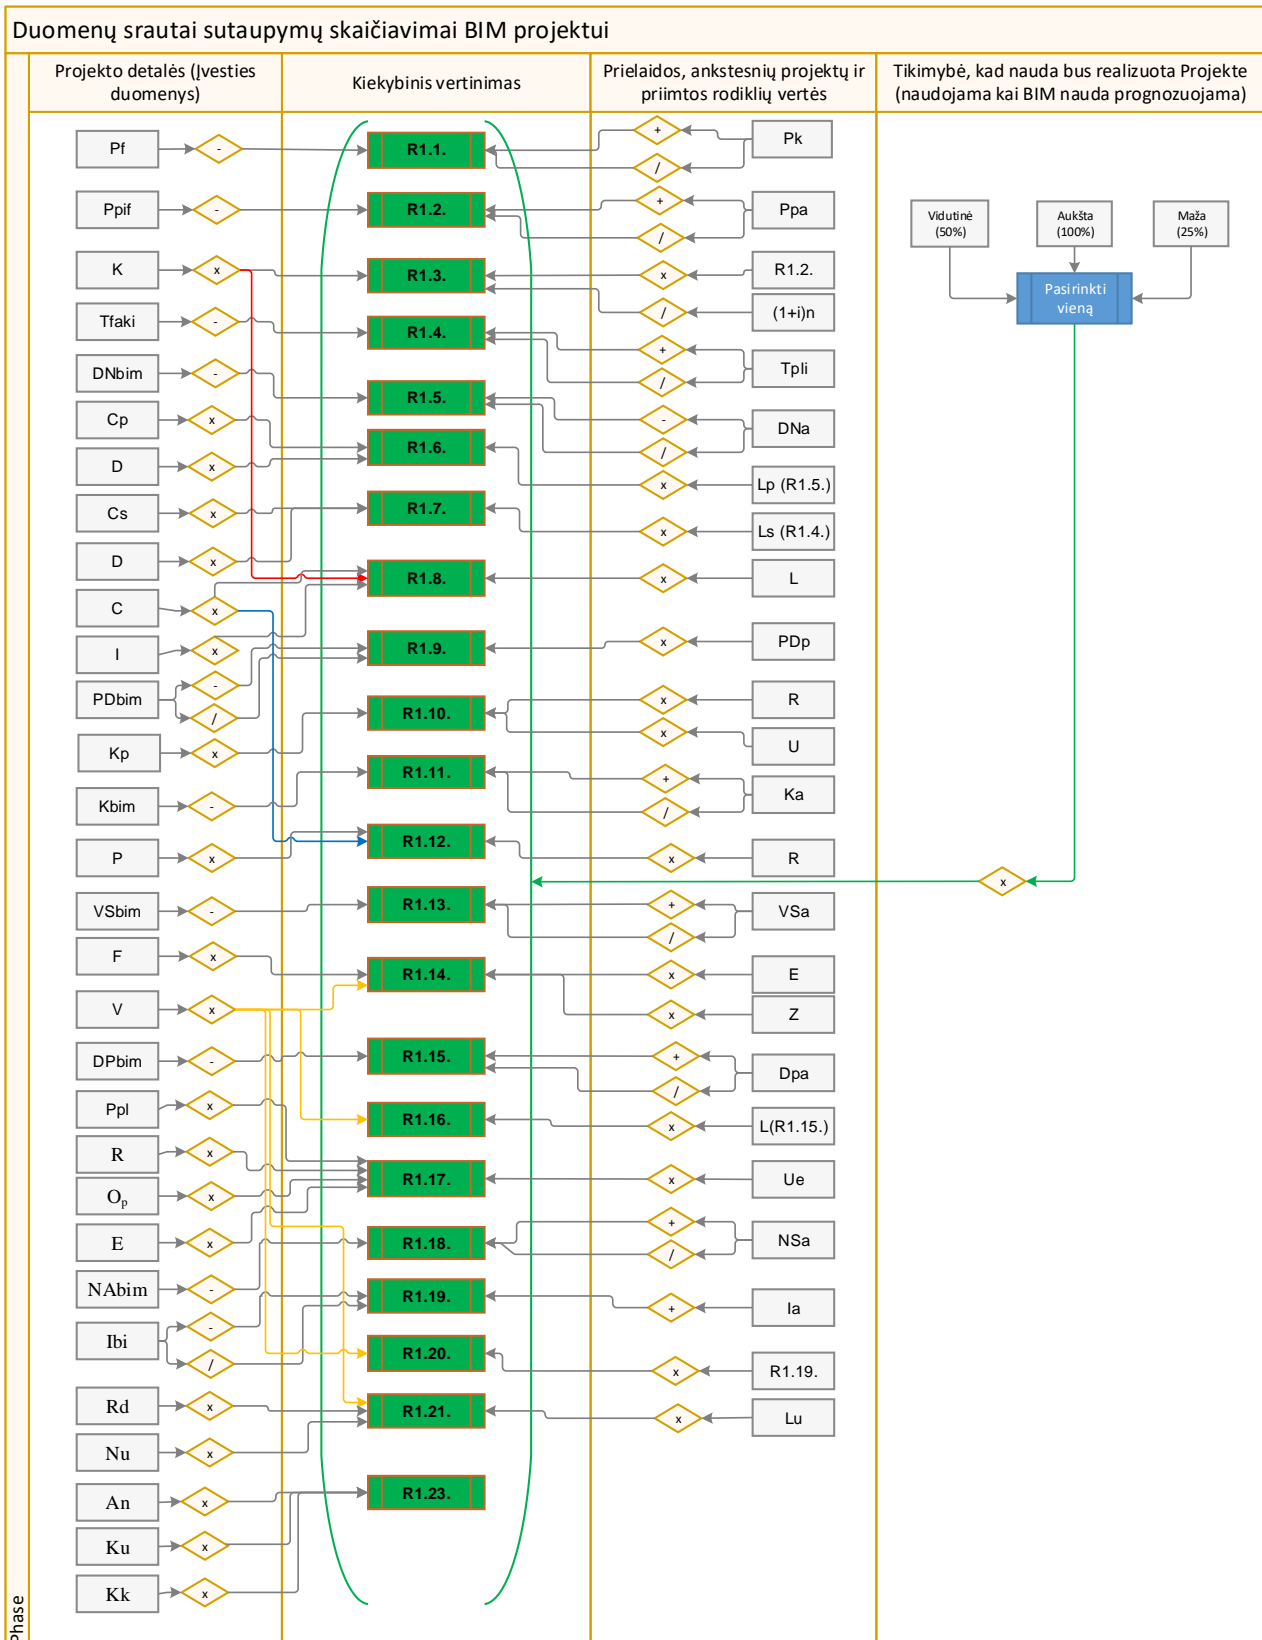 Duomenų srautai sutaupymų skaičiavimai BIM projektui
Projekto detalės (Įvesties
duomenys)
Kiekybinis vertinimas
Prielaidos, ankstesnių projektų ir
priimtos rodiklių vertės
Tikimybė, kad nauda bus realizuota Projekte
(naudojama kai BIM nauda prognozuojama)
Pf
-
Ppif
-
K
x
Tfaki
-
DNbim
-
Cp
x
D
x
Cs
x
D
x
C
x
I
x
PDbim
-
/
Kp
x
Kbim
-
P
x
VSbim
-
F
x
V
x
DPbim
-
Ppl
x
R
x
Op
x
E
x
NAbim
-
Ibi
-
/
Rd
x
Nu
x
An
x
Ku
x
Kk
x
R1.1.
R1.2.
R1.3.
R1.4.
R1.5.
R1.6.
R1.7.
R1.8.
R1.9.
R1.10.
R1.11.
R1.12.
R1.13.
R1.14.
R1.15.
R1.16.
R1.17.
R1.18.
R1.19.
R1.20.
R1.21.
R1.23.
+
/
Pk
+
/
Ppa
x
R1.2.
/
(1+i)n
+
/
Tpli
-
/
DNa
x
Lp (R1.5.)
x
Ls (R1.4.)
x
L
x
PDp
x
R
x
U
+
/
Ka
x
R
+
/
VSa
x
E
x
Z
+
/
Dpa
x
L(R1.15.)
x
Ue
+
/
NSa
+
Ia
x
R1.19.
x
Lu
Vidutinė
(50%)
Aukšta
(100%)
Maža
(25%)
Pasirinkti
vieną
x
Phase